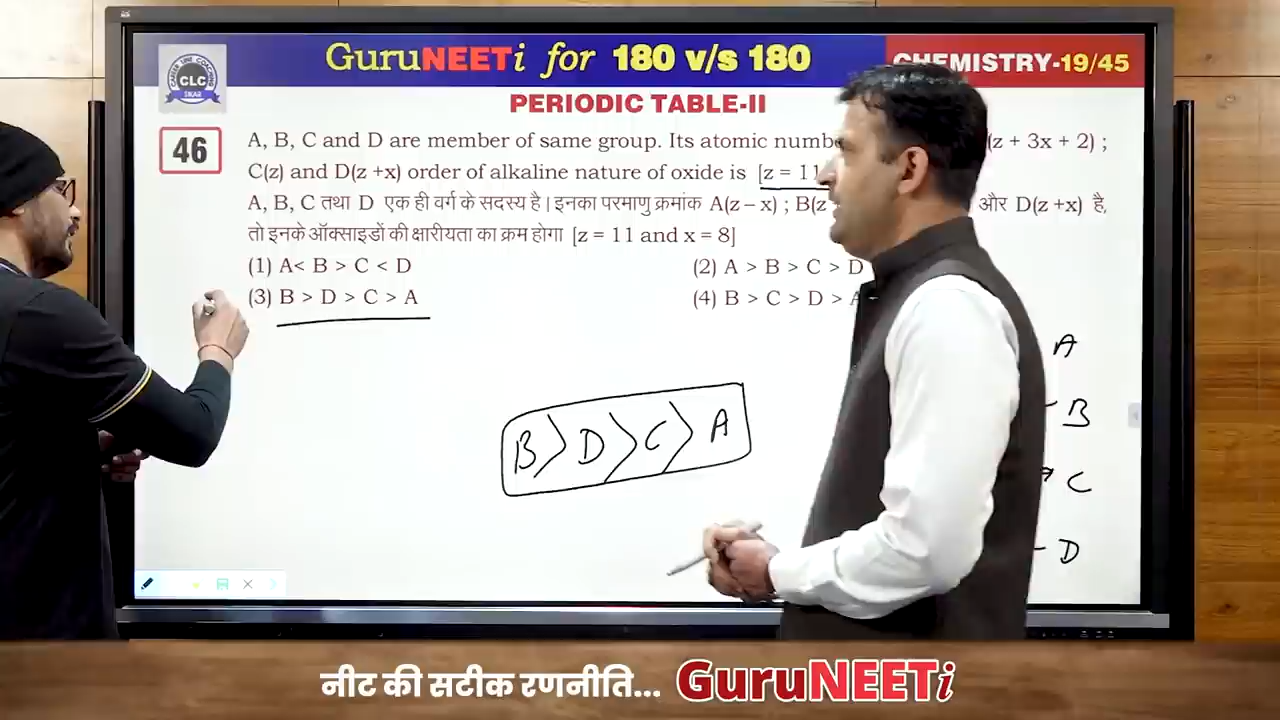 GuruNEETi for 180 v/s 180
CHEMISTRY-19/45
CLC
SIKAR
PERIODIC TABLE-II
46
A, B, C and D are member of same group. Its atomic (z + 3x + 2) ;
C(z) and D(z +x) order of alkaline nature of oxide is [z = 11
A, B, C तथा D एक ही वर्ग के सदस्य है। इनका परमाणु क्रमांक A(z – x) ; B(z और D(z +x) है,
तो इनके ऑक्साइडों की क्षारीयता का क्रम होगा [z = 11 and x = 8]
(1) A< B > C < D
(2) A > B > C > D
(3) B > D > C > A
(4) B > C > D >
A
B
B > D > C > A
C
D
नीट की सटीक रणनीति... GuruNEETi